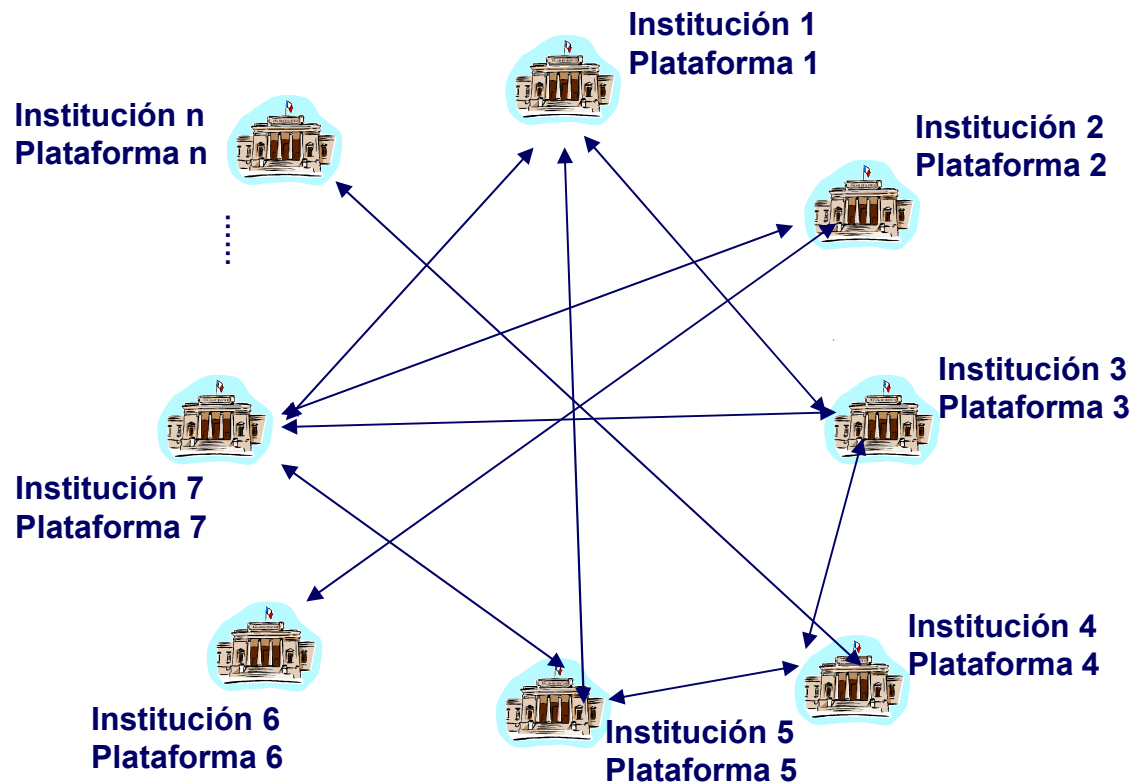 Institución 1
Plataforma 1
Institución n
Plataforma n
Institución 2
Plataforma 2
Institución 3
Plataforma 3
Institución 7
Plataforma 7
Institución 4
Plataforma 4
Institución 6
Plataforma 6
Institución 5
Plataforma 5